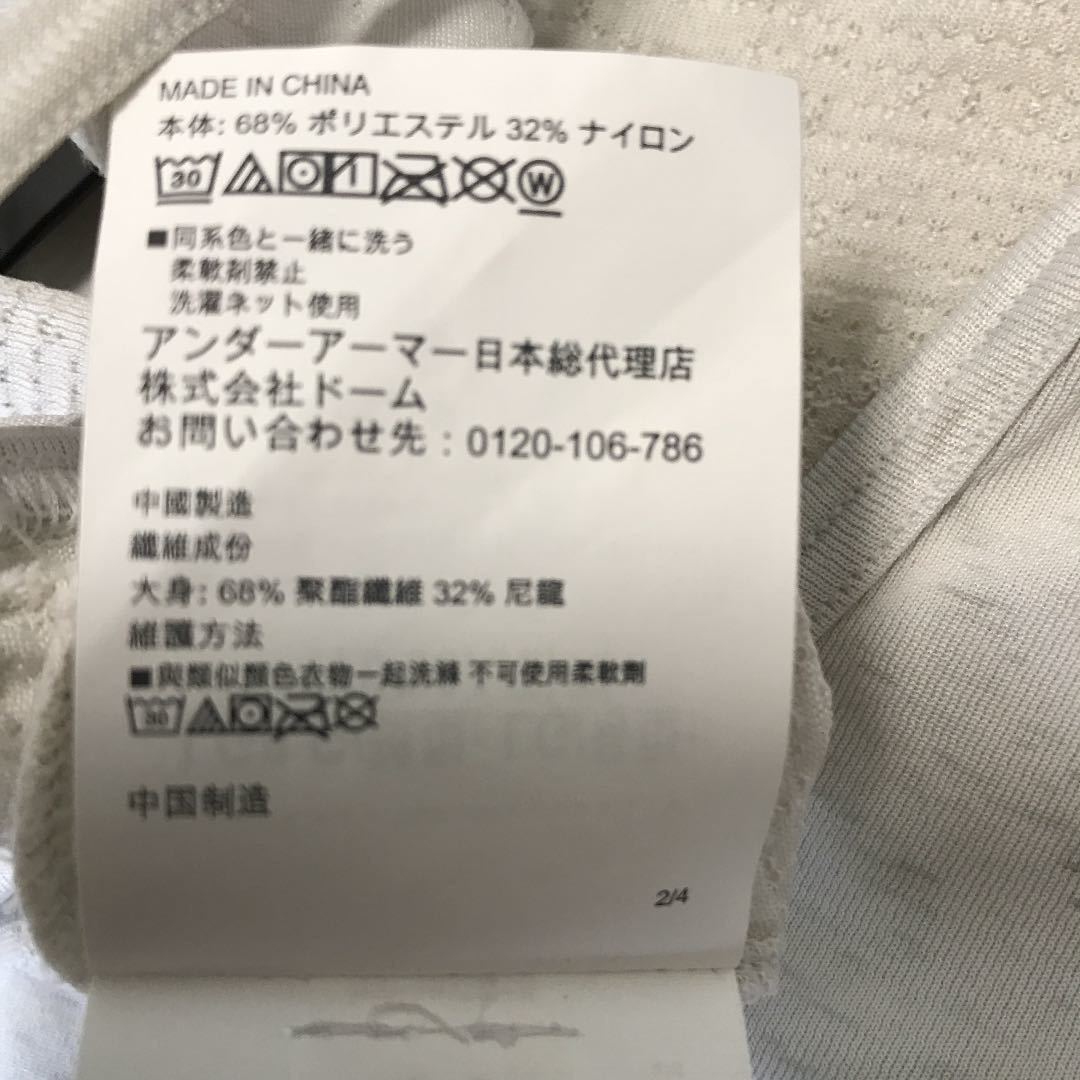 MADE IN CHINA
本体: 68% ポリエステル 32% ナイロン
30 W
■同系色と一緒に洗う
柔軟剤禁止
洗濯ネット使用
アンダーアーマー日本総代理店
株式会社ドーム
お問い合わせ先 : 0120-106-786
中國製造
纖維成份
大身: 68% 聚酯纖維 32% 尼龍
維護方法
■與類似顏色衣物一起洗滌 不可使用柔軟劑
30
中国制造
2/4